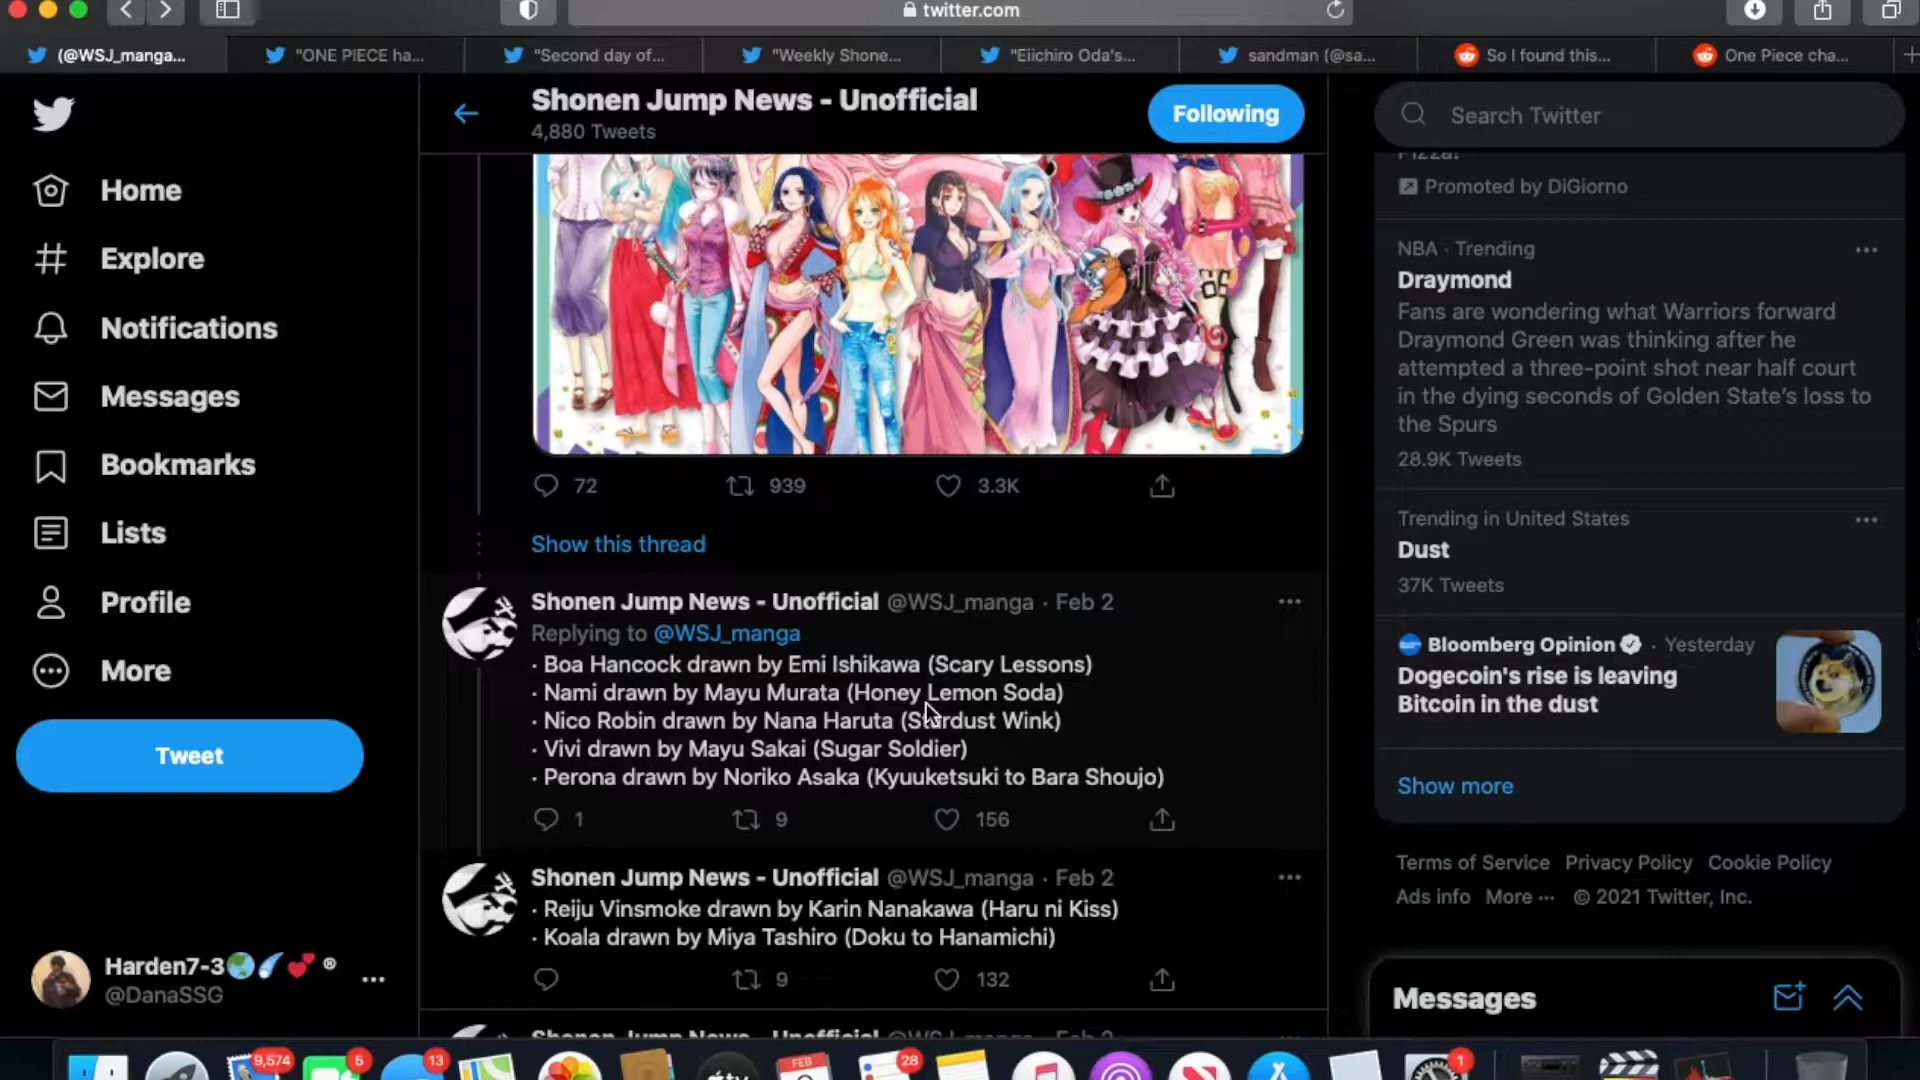 twitter.com
(@WSJ_manga...
"ONE PIECE ha...
"Second day of...
"Weekly Shone...
"Eiichiro Oda's...
sandman (@sa...
So I found this...
One Piece cha...
Shonen Jump News - Unofficial
4,880 Tweets
Following
Search Twitter
Home
Explore
Notifications
Messages
Bookmarks
Lists
Profile
More
Tweet
Harden7-3
@DanaSSG
72
939
3.3K
Show this thread
Shonen Jump News - Unofficial @WSJ_manga · Feb 2
Replying to @WSJ_manga
· Boa Hancock drawn by Emi Ishikawa (Scary Lessons)
· Nami drawn by Mayu Murata (Honey Lemon Soda)
· Nico Robin drawn by Nana Haruta (Stardust Wink)
· Vivi drawn by Mayu Sakai (Sugar Soldier)
· Perona drawn by Noriko Asaka (Kyuuketsuki to Bara Shoujo)
1
9
156
Shonen Jump News - Unofficial @WSJ_manga · Feb 2
· Reiju Vinsmoke drawn by Karin Nanakawa (Haru ni Kiss)
· Koala drawn by Miya Tashiro (Doku to Hanamichi)
9
132
Shonen Jump News - Unofficial @WSJ_manga · Feb 2
Pizza!
Promoted by DiGiorno
NBA · Trending
Draymond
Fans are wondering what Warriors forward
Draymond Green was thinking after he
attempted a three-point shot near half court
in the dying seconds of Golden State's loss to
the Spurs
28.9K Tweets
Trending in United States
Dust
37K Tweets
Bloomberg Opinion · Yesterday
Dogecoin's rise is leaving
Bitcoin in the dust
Show more
Terms of Service Privacy Policy Cookie Policy
Ads info More ··· © 2021 Twitter, Inc.
Messages
9,574
5
13
FEB
28
1